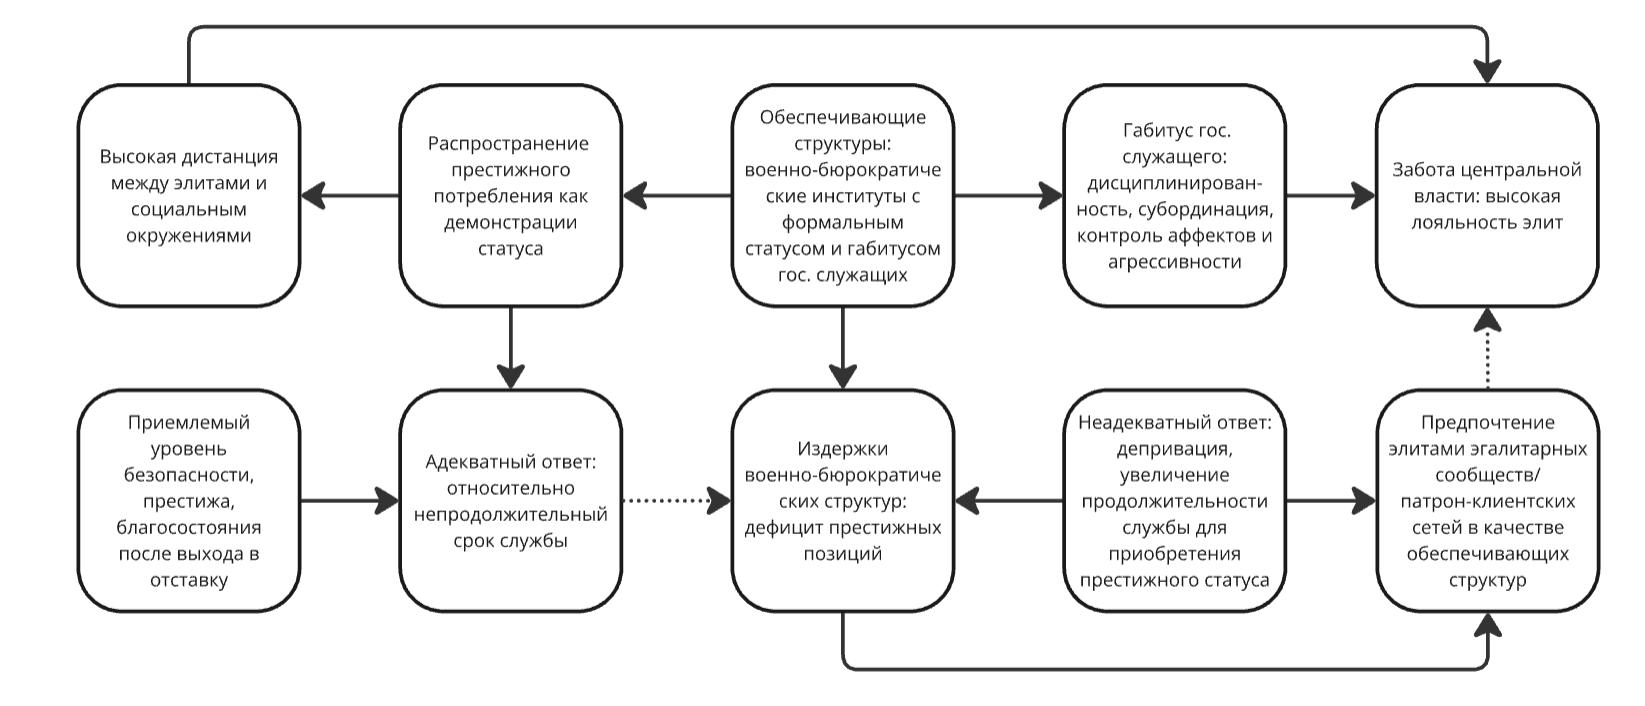 Высокая дистанция
между элитами и
социальным
окружениями
Распространение
престижного
потребления как
демонстрации
статуса
Обеспечивающие
структуры:
военно-бюрократиче
ские институты с
формальным
статусом и габитусом
гос. служащих
Габитус гос.
служащего:
дисциплинирован-
ность, субординация,
контроль аффектов и
агрессивности
Забота центральной
власти: высокая
лояльность элит
Приемлемый
уровень
безопасности,
престижа,
благосостояния
после выхода в
отставку
Адекватный ответ:
относительно
непродолжительный
срок службы
Издержки
военно-бюрократиче
ских структур:
дефицит престижных
позиций
Неадекватный ответ:
депривация,
увеличение
продолжительности
службы для
приобретения
престижного статуса
Предпочтение
элитами эгалитарных
сообществ/
патрон-клиентских
сетей в качестве
обеспечивающих
структур